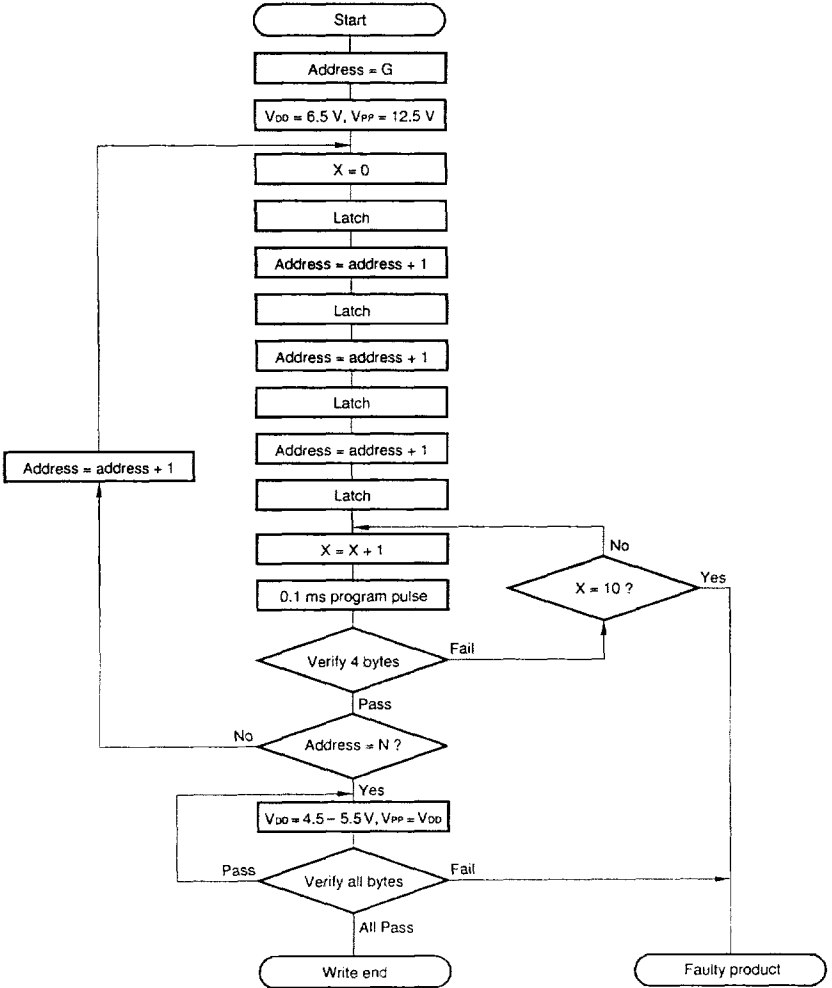 Start
Address = G
VDD = 6.5 V, VPP = 12.5 V
X = 0
Latch
Address = address + 1
Latch
Address = address + 1
Latch
Address = address + 1
Address = address + 1
Latch
X = X + 1
No
X = 10 ?
Yes
0.1 ms program pulse
Verify 4 bytes
Fail
Pass
No
Address = N ?
Yes
VDD = 4.5 – 5.5 V, VPP = VDD
Pass
Verify all bytes
Fail
All Pass
Write end
Faulty product